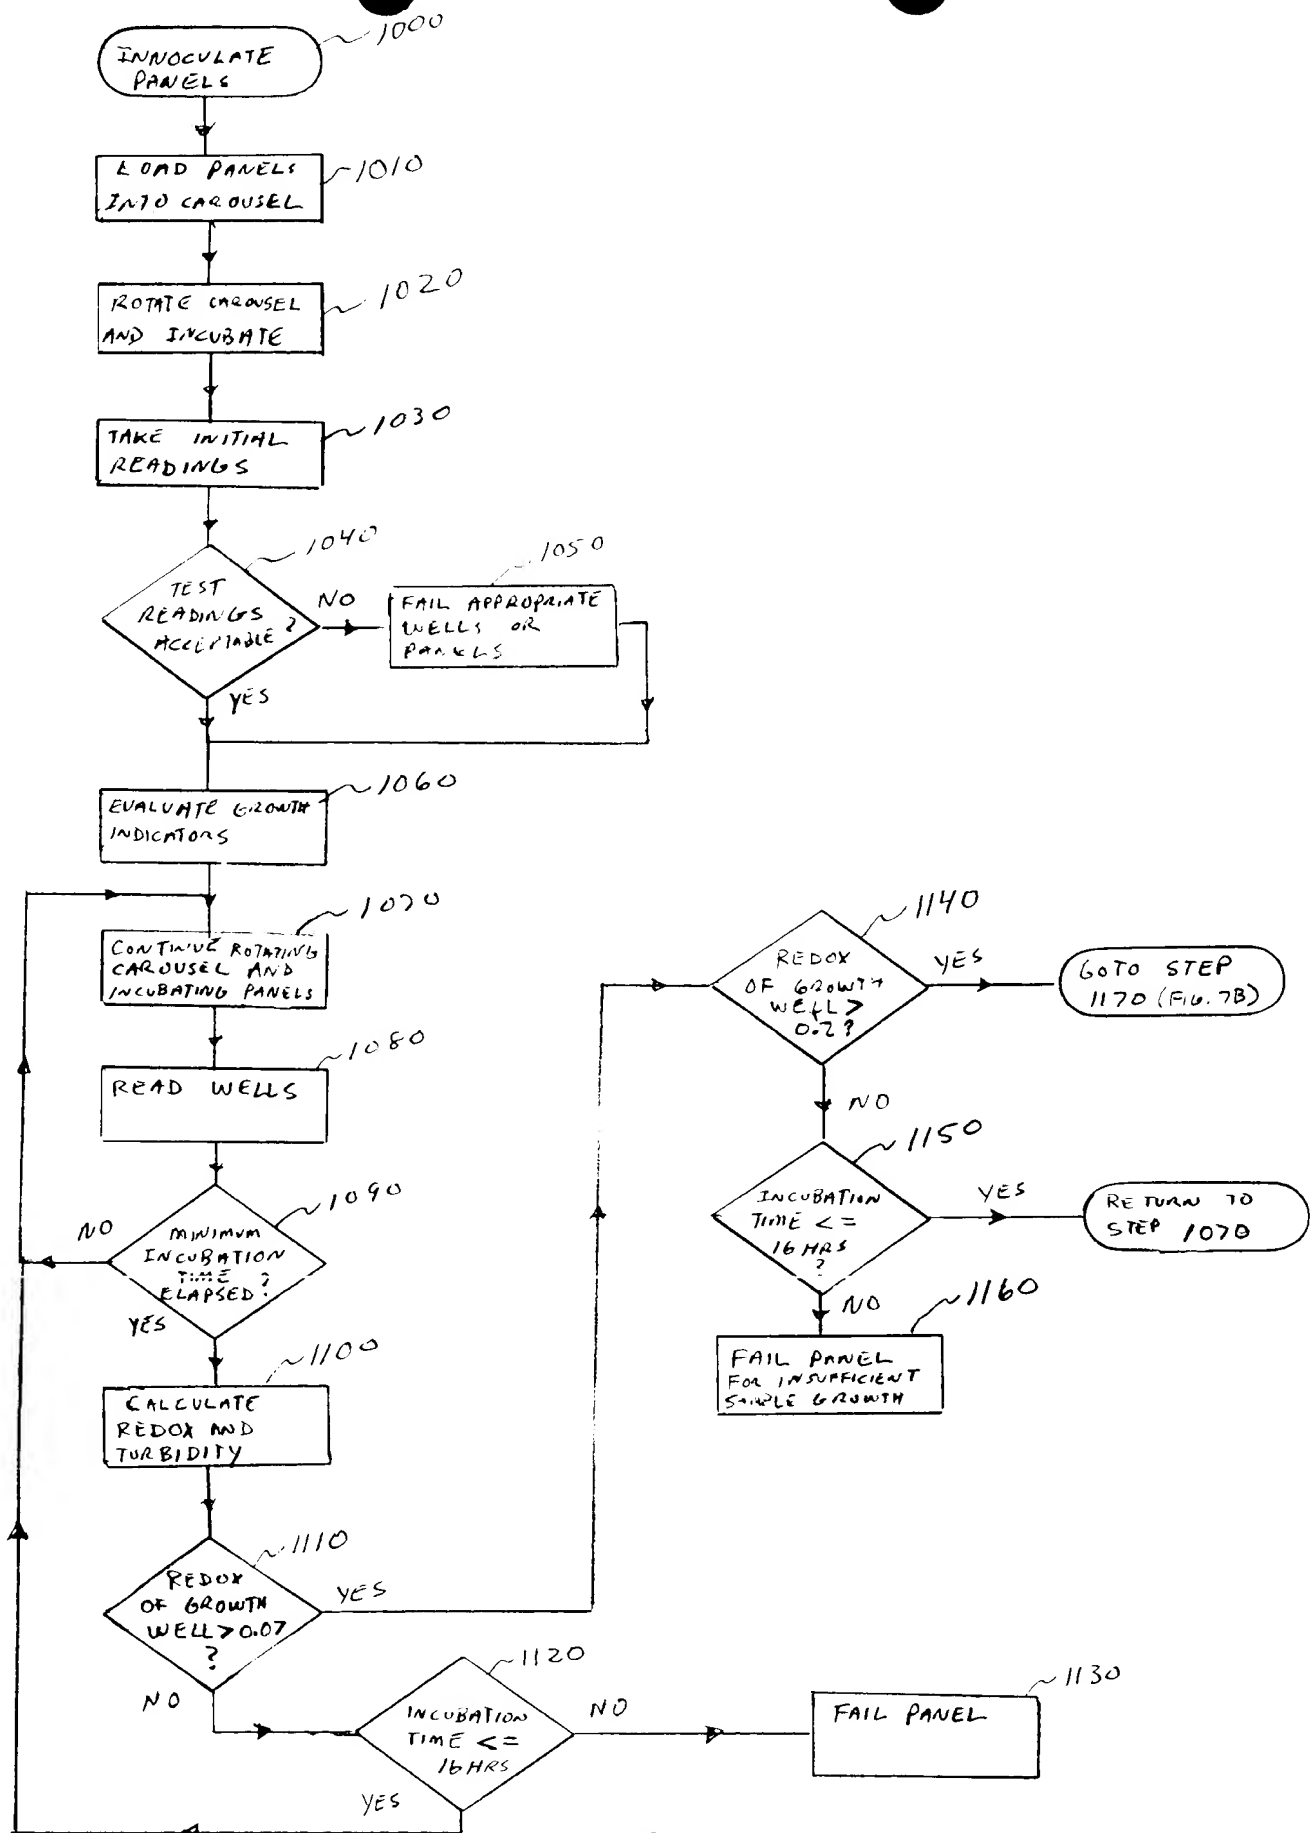 1000
INNOCULATE
PANELS
LOAD PANELS
INTO CAROUSEL
1010
ROTATE CAROUSEL
AND INCUBATE
1020
TAKE INITIAL
READINGS
1030
TEST
READINGS
ACCEPTABLE?
1040
NO
YES
FAIL APPROPRIATE
WELLS OR
PANELS
1050
EVALUATE GROWTH
INDICATORS
1060
CONTINUE ROTATING
CAROUSEL AND
INCUBATING PANELS
1070
READ WELLS
1080
MINIMUM
INCUBATION
TIME
ELAPSED?
1090
NO
YES
CALCULATE
REDOX AND
TURBIDITY
1100
REDOX
OF GROWTH
WELL > 0.07
?
1110
YES
NO
INCUBATION
TIME <=
16 HRS
1120
NO
YES
FAIL PANEL
1130
REDOX
OF GROWTH
WELL >
0.2?
1140
YES
NO
GOTO STEP
1170 (FIG. 7B)
INCUBATION
TIME <=
16 HRS
?
1150
YES
NO
RETURN TO
STEP 1070
FAIL PANEL
FOR INSUFFICIENT
SAMPLE GROWTH
1160